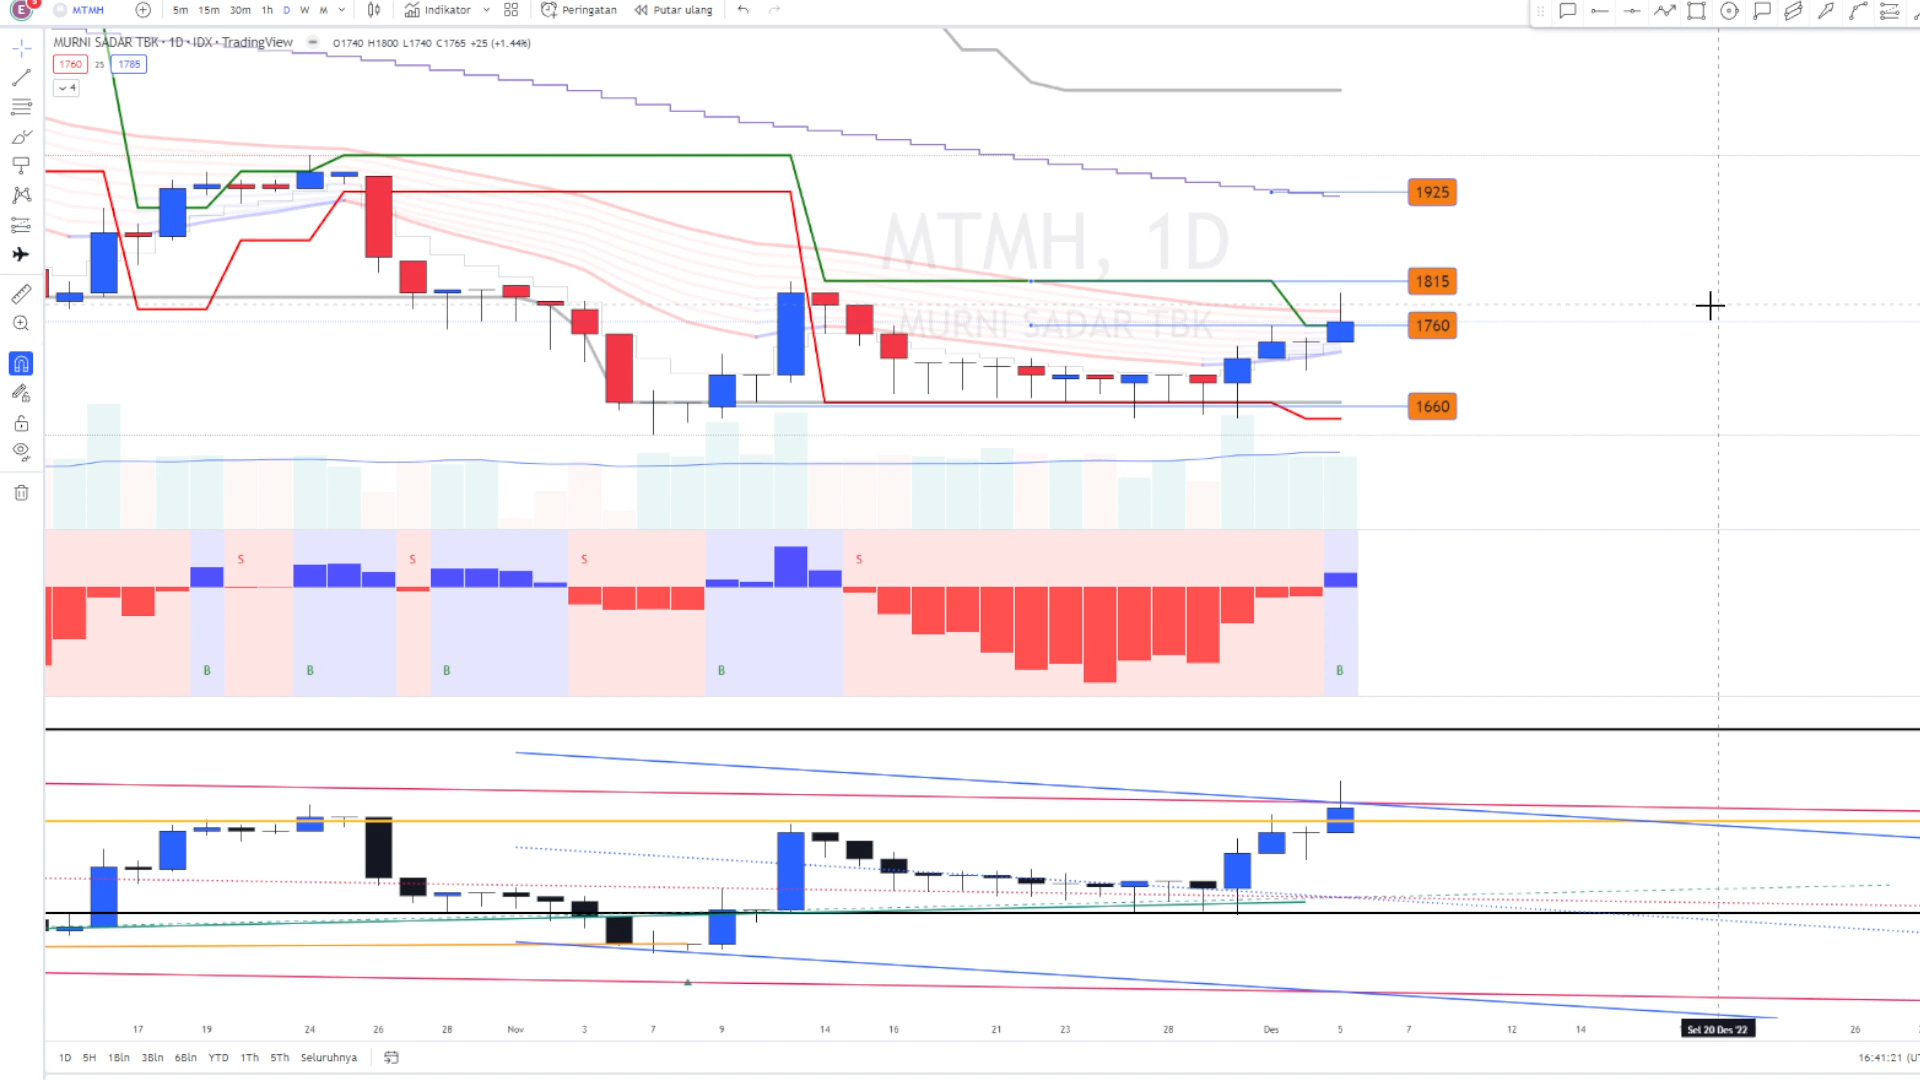 E 5 MTMH 5m 15m 30m 1h D W M Indikator Peringatan Putar ulang
MURNI SADAR TBK · 1D · IDX · TradingView O1740 H1800 L1740 C1765 +25 (+1.44%)
1760 25 1785
4
MTMH, 1D
MURNI SADAR TBK
1925
1815
1760
1660
S S S S
B B B B B
17 19 24 26 28 Nov 3 7 9 14 16 21 23 28 Des 5 7 12 14 Sel 20 Des '22 26
1D 5H 1Bln 3Bln 6Bln YTD 1Th 5Th Seluruhnya 16:41:21 (UT